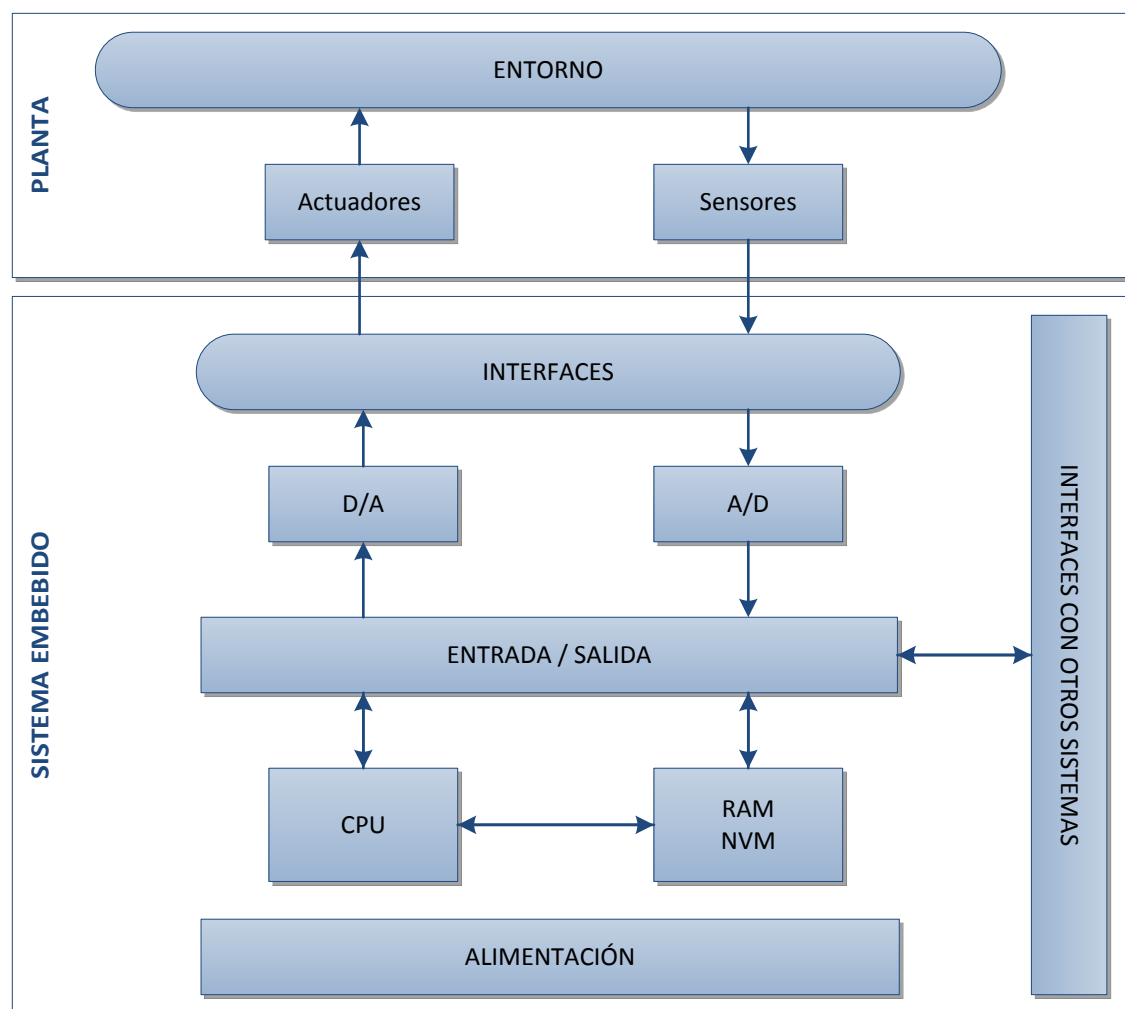 PLANTA
ENTORNO
Actuadores
Sensores
SISTEMA EMBEBIDO
INTERFACES
D/A
A/D
ENTRADA / SALIDA
CPU
RAM
NVM
ALIMENTACIÓN
INTERFACES CON OTROS SISTEMAS